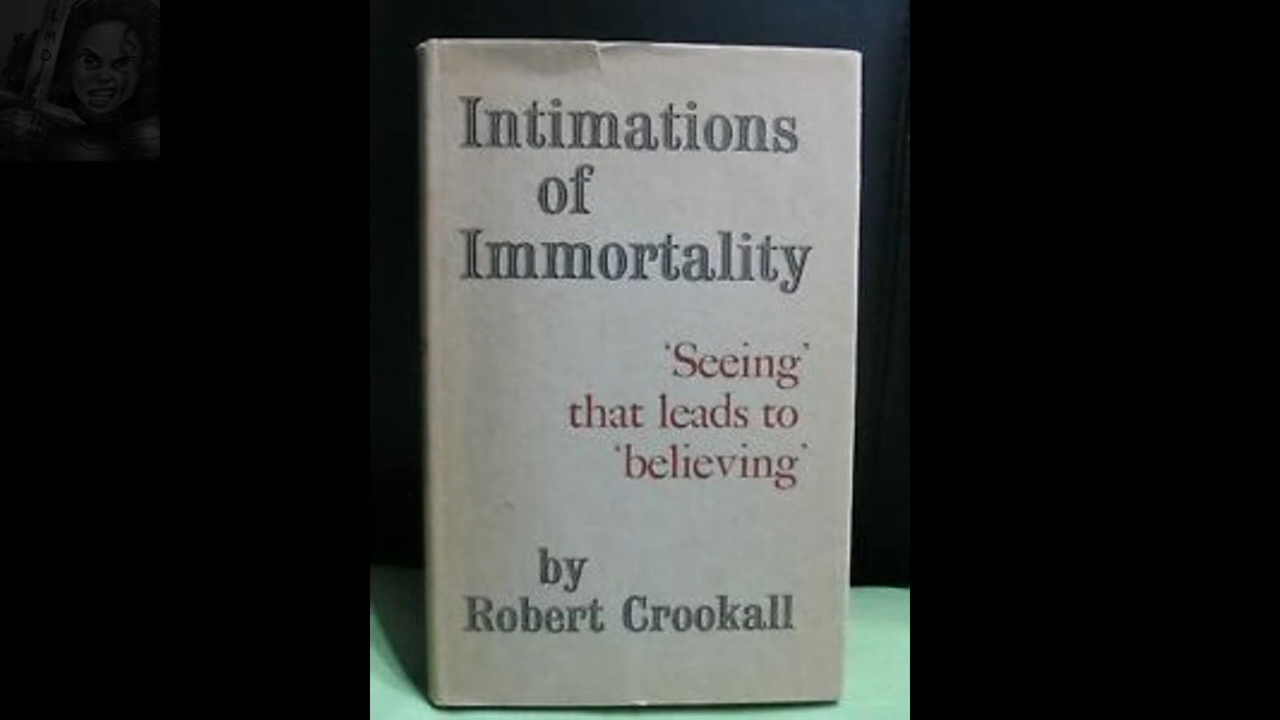 Intimations
of
Immortality
'Seeing'
that leads to
'believing'
by
Robert Crookall